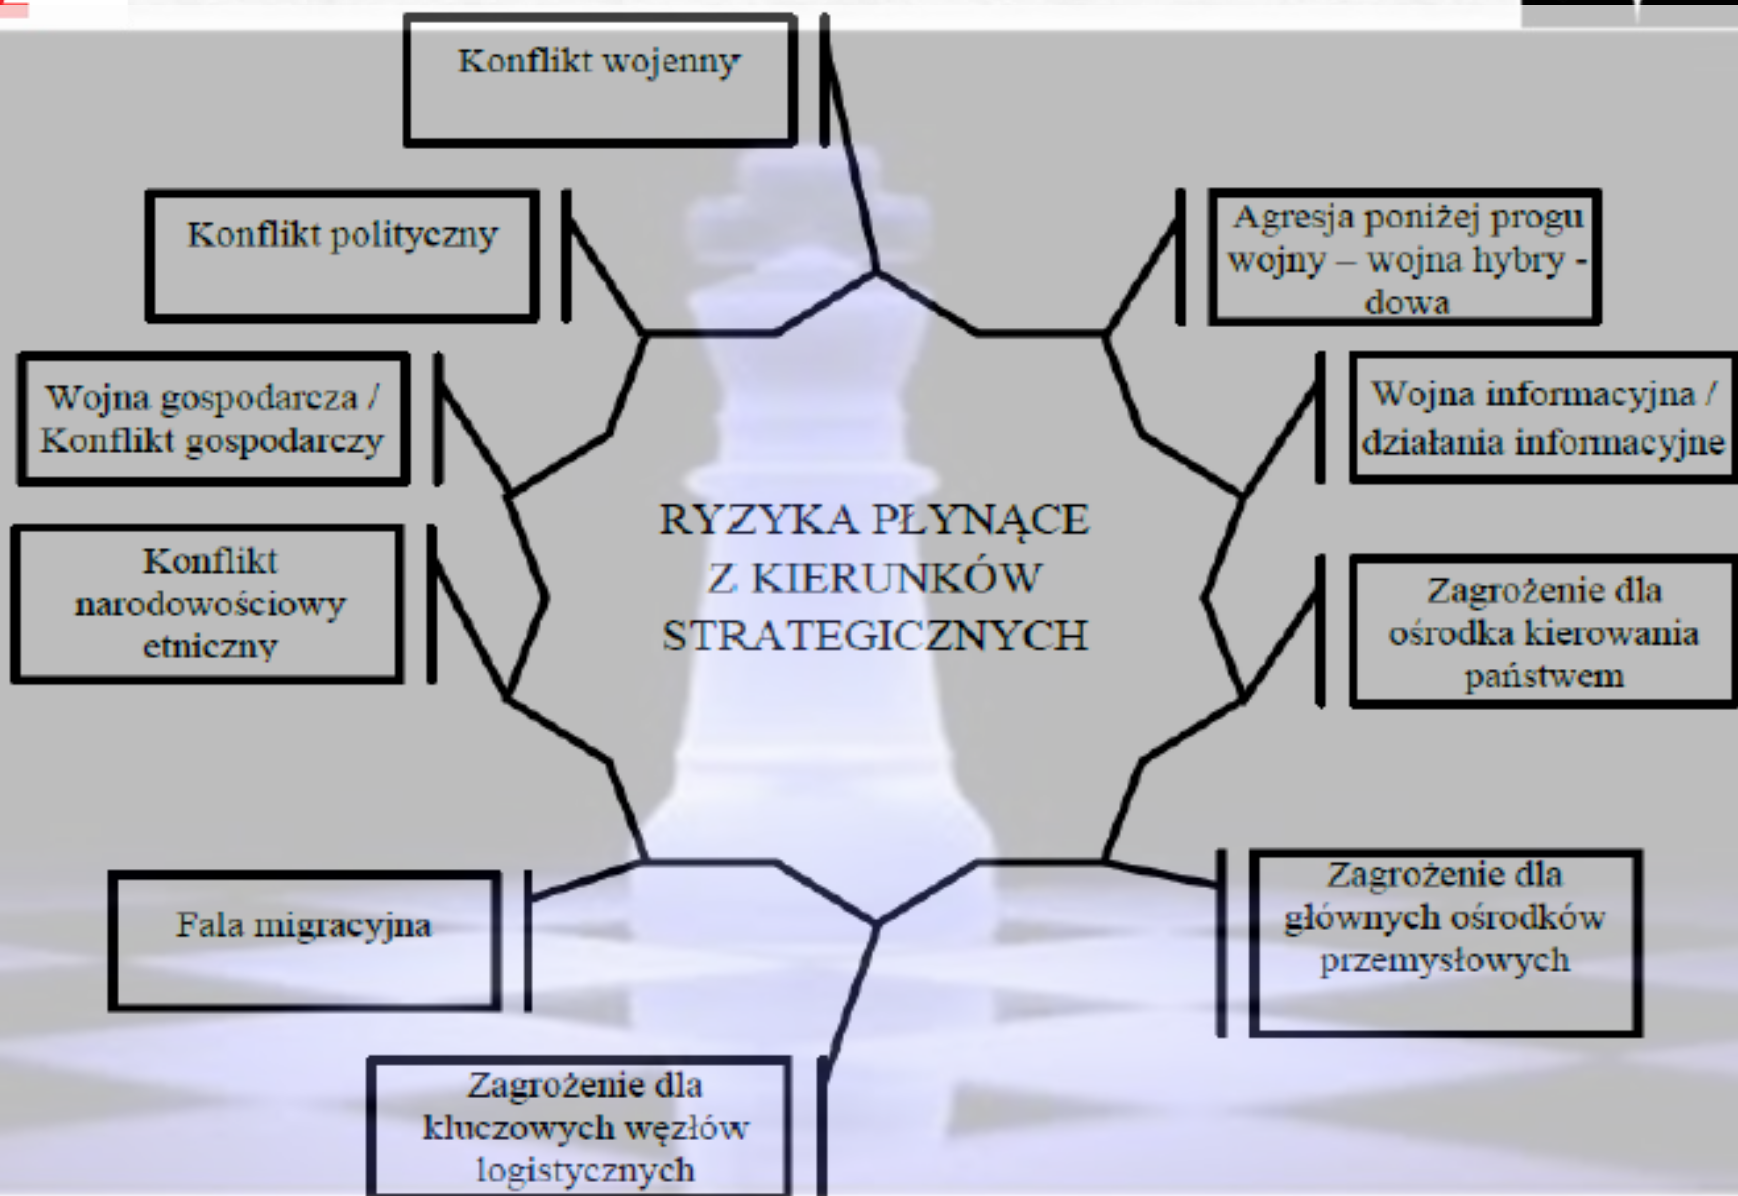 Konflikt wojenny
Konflikt polityczny
Agresja poniżej progu
wojny – wojna hybry -
dowa
Wojna gospodarcza /
Konflikt gospodarczy
Wojna informacyjna /
działania informacyjne
RYZYKA PŁYNĄCE
Z KIERUNKÓW
STRATEGICZNYCH
Konflikt
narodowościowy
etniczny
Zagrożenie dla
ośrodka kierowania
państwem
Fala migracyjna
Zagrożenie dla
głównych ośrodków
przemysłowych
Zagrożenie dla
kluczowych węzłów
logistycznych